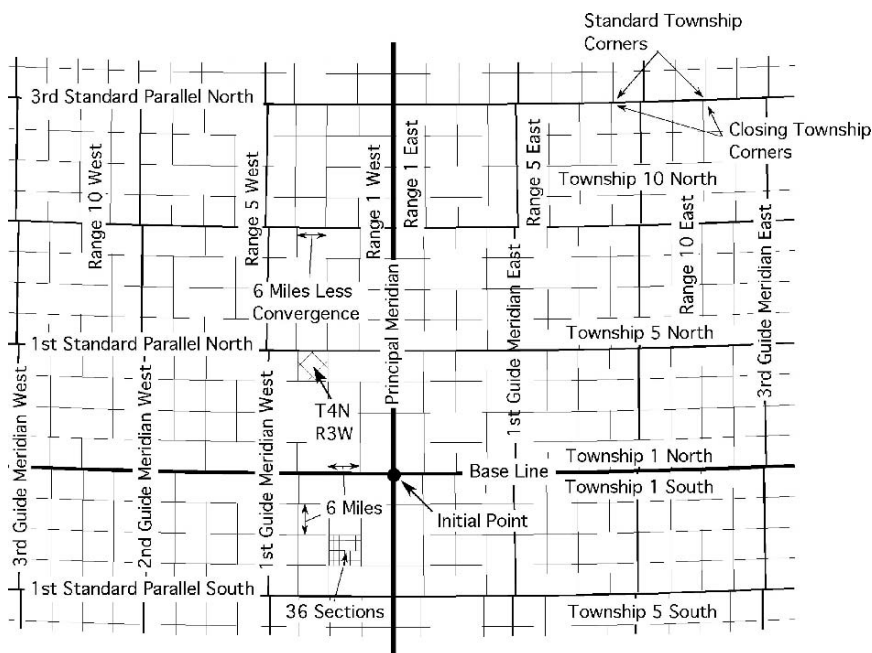 Standard Township
Corners
3rd Standard Parallel North
Closing Township
Corners
Range 10 West
Range 5 West
Range 1 West
Range 1 East
Range 5 East
Township 10 North
Range 10 East
6 Miles Less
Convergence
Principal Meridian
1st Guide Meridian East
3rd Guide Meridian East
1st Standard Parallel North
Township 5 North
3rd Guide Meridian West
2nd Guide Meridian West
1st Guide Meridian West
T4N
R3W
Base Line
Township 1 North
Township 1 South
6 Miles
Initial Point
1st Standard Parallel South
36 Sections
Township 5 South